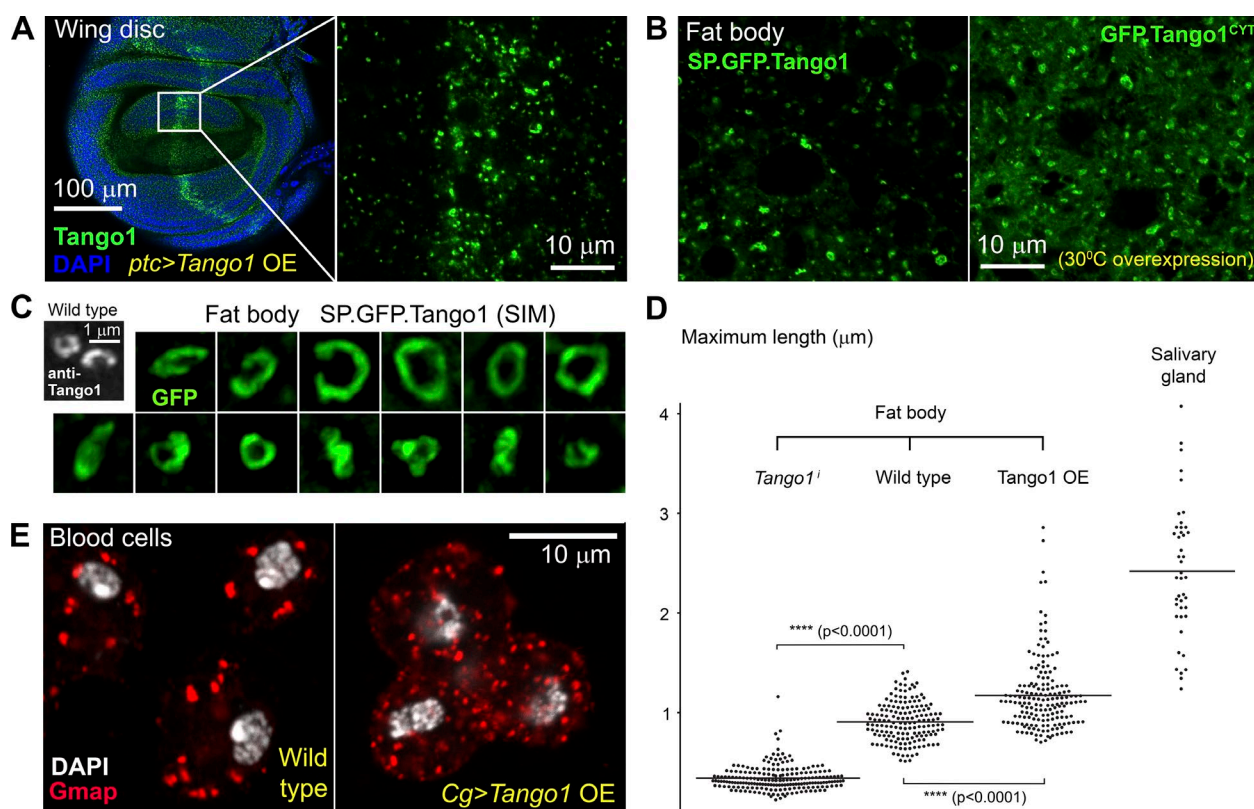 A
Wing disc
100 μm
Tango1
DAPI ptc>Tango1 OE
10 μm
B
Fat body
SP.GFP.Tango1
GFP.Tango1CYT
10 μm
(30⁰C overexpression)
C
Wild type
1 μm
anti-
Tango1
Fat body SP.GFP.Tango1 (SIM)
GFP
D
Maximum length (μm)
Salivary
gland
Fat body
Tango1 i
Wild type
Tango1 OE
4
3
2
1
**** (p<0.0001)
**** (p<0.0001)
E
Blood cells
10 μm
DAPI
Gmap
Wild
type
Cg>Tango1 OE